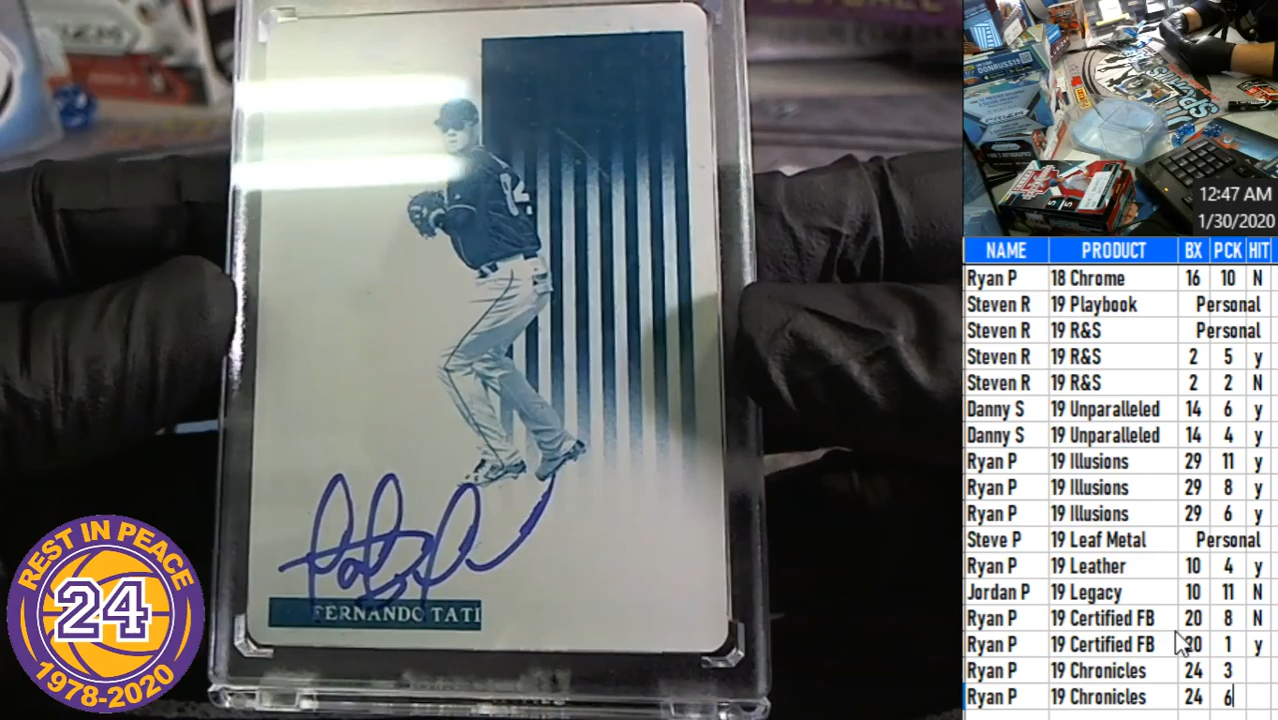 FERNANDO TATI
REST IN PEACE
24
1978-2020
DONRUSS
12:47 AM
1/30/2020
NAME PRODUCT BX PCK HIT
Ryan P 18 Chrome 16 10 N
Steven R 19 Playbook Personal
Steven R 19 R&S Personal
Steven R 19 R&S 2 5 y
Steven R 19 R&S 2 2 N
Danny S 19 Unparalleled 14 6 y
Danny S 19 Unparalleled 14 4 y
Ryan P 19 Illusions 29 11 y
Ryan P 19 Illusions 29 8 y
Ryan P 19 Illusions 29 6 y
Steve P 19 Leaf Metal Personal
Ryan P 19 Leather 10 4 y
Jordan P 19 Legacy 10 11 N
Ryan P 19 Certified FB 20 8 N
Ryan P 19 Certified FB 20 1 y
Ryan P 19 Chronicles 24 3
Ryan P 19 Chronicles 24 6